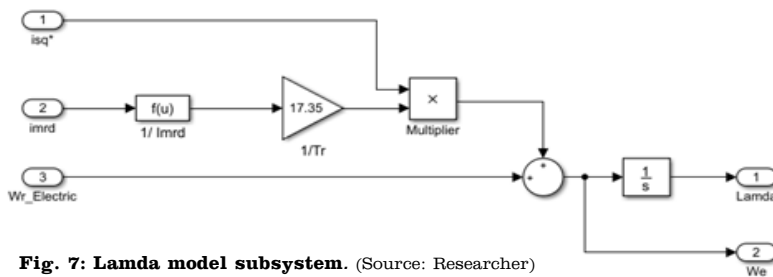 1
isq*
2
imrd
f(u)
1/ Imrd
17.35
1/Tr
×
Multiplier
3
Wr_Electric
+
+
1
s
1
Lamda
2
We
Fig. 7: Lamda model subsystem. (Source: Researcher)